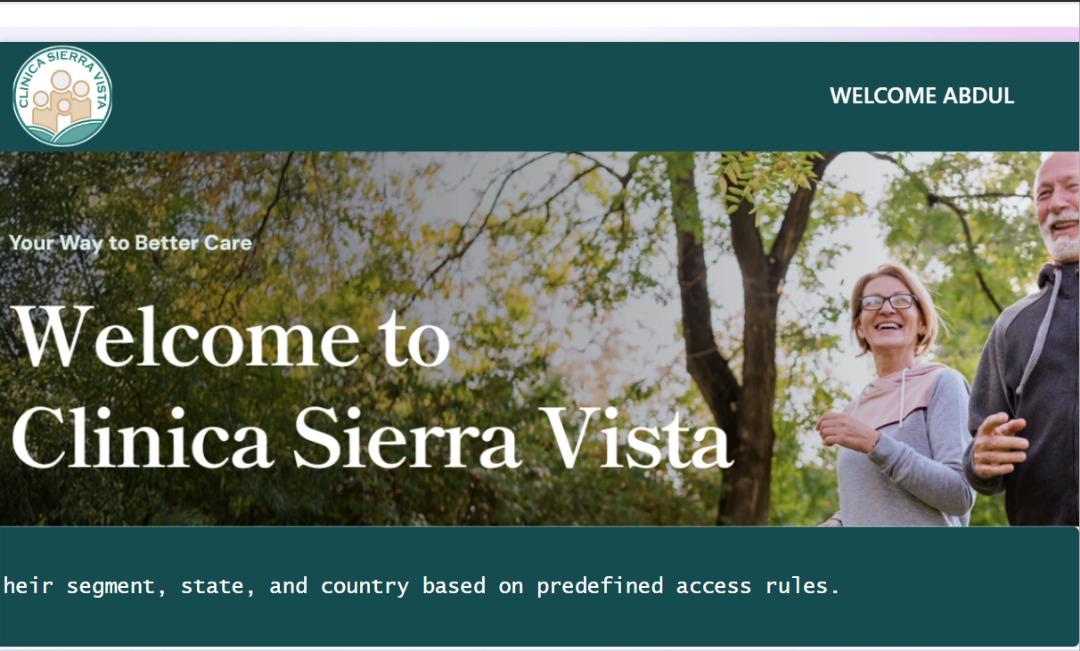 CLINICA SIERRA VISTA
WELCOME ABDUL
Your Way to Better Care
Welcome to
Clinica Sierra Vista
heir segment, state, and country based on predefined access rules.